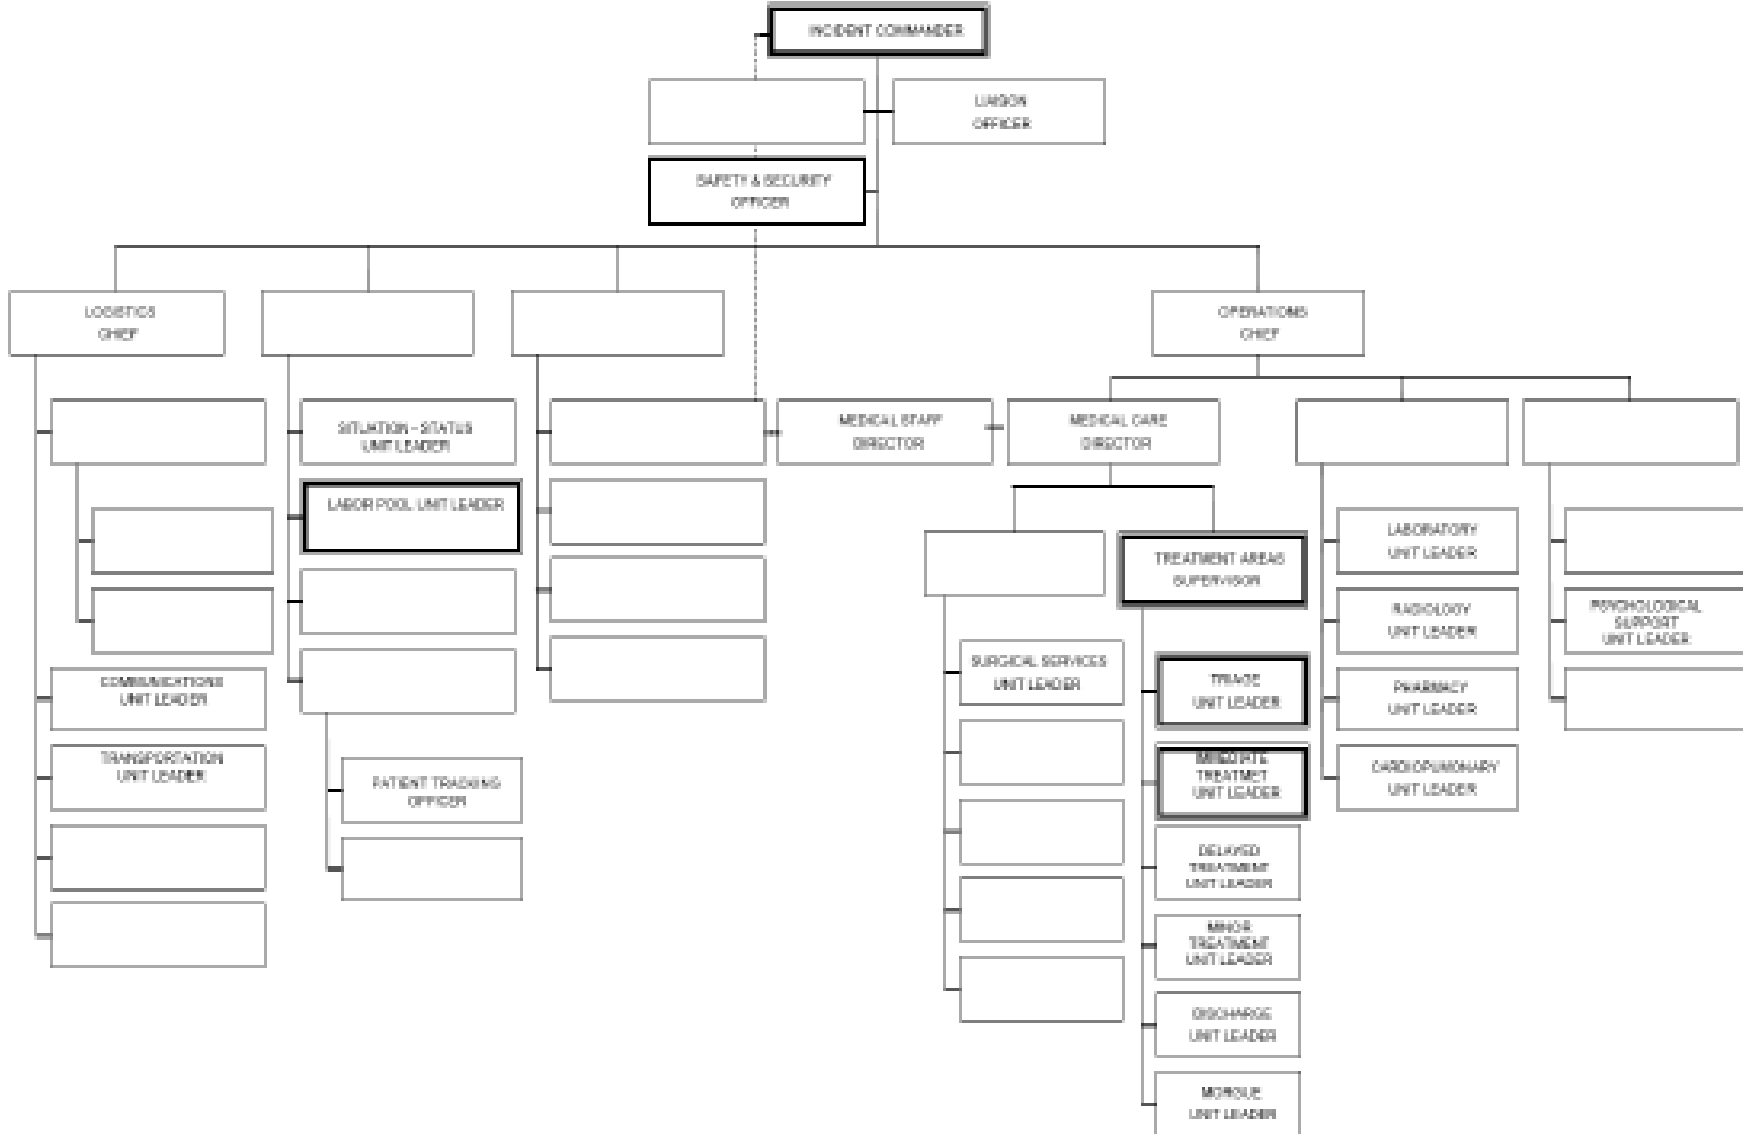 INCIDENT COMMANDER
LIAISON
OFFICER
SAFETY & SECURITY
OFFICER
LOGISTICS
CHIEF
OPERATIONS
CHIEF
SITUATION - STATUS
UNIT LEADER
MEDICAL STAFF
DIRECTOR
MEDICAL CARE
DIRECTOR
LABOR POOL UNIT LEADER
LABORATORY
UNIT LEADER
TREATMENT AREAS
SUPERVISOR
RADIOLOGY
UNIT LEADER
PSYCHOLOGICAL
SUPPORT
UNIT LEADER
SURGICAL SERVICES
UNIT LEADER
TRIAGE
UNIT LEADER
PHARMACY
UNIT LEADER
COMMUNICATIONS
UNIT LEADER
TRANSPORTATION
UNIT LEADER
IMMEDIATE
TREATMET
UNIT LEADER
CARDIOPULMONARY
UNIT LEADER
PATIENT TRACKING
OFFICER
DELAYED
TREATMENT
UNIT LEADER
MINOR
TREATMENT
UNIT LEADER
DISCHARGE
UNIT LEADER
MORGUE
UNIT LEADER